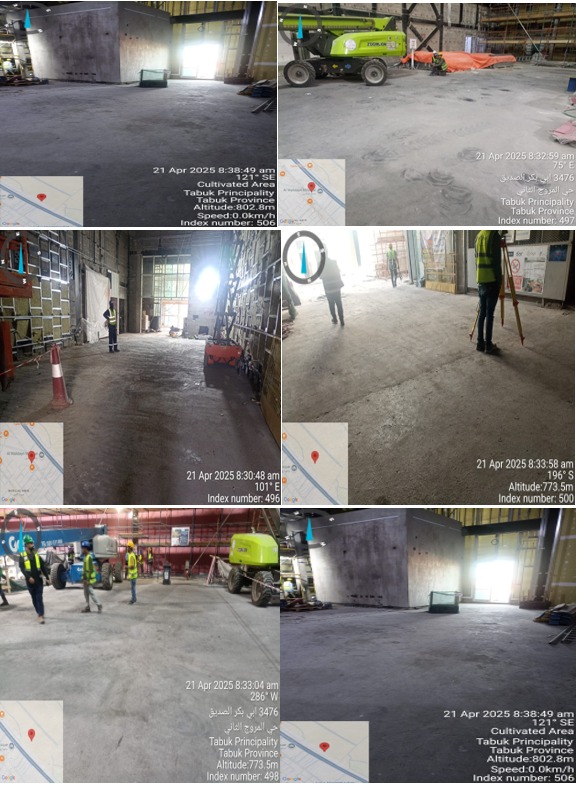 21 Apr 2025 8:38:49 am
121° SE
Cultivated Area
Tabuk Principality
Tabuk Province
Altitude:802.8m
Speed:0.0km/h
Index number: 506
Google
ZOOMLION
21 Apr 2025 8:32:59 am
75° E
3476 ابي بكر الصديق
حي المروج الثاني
Tabuk Principality
Tabuk Province
Index number: 497
Google
21 Apr 2025 8:30:48 am
101° E
Index number: 496
Google
21 Apr 2025 8:33:58 am
196° S
Altitude:773.5m
Index number: 500
Google
21 Apr 2025 8:33:04 am
286° W
3476 ابي بكر الصديق
حي المروج الثاني
Tabuk Principality
Tabuk Province
Altitude:773.5m
Index number: 498
Google
21 Apr 2025 8:38:49 am
121° SE
Cultivated Area
Tabuk Principality
Tabuk Province
Altitude:802.8m
Speed:0.0km/h
Index number: 506
Google